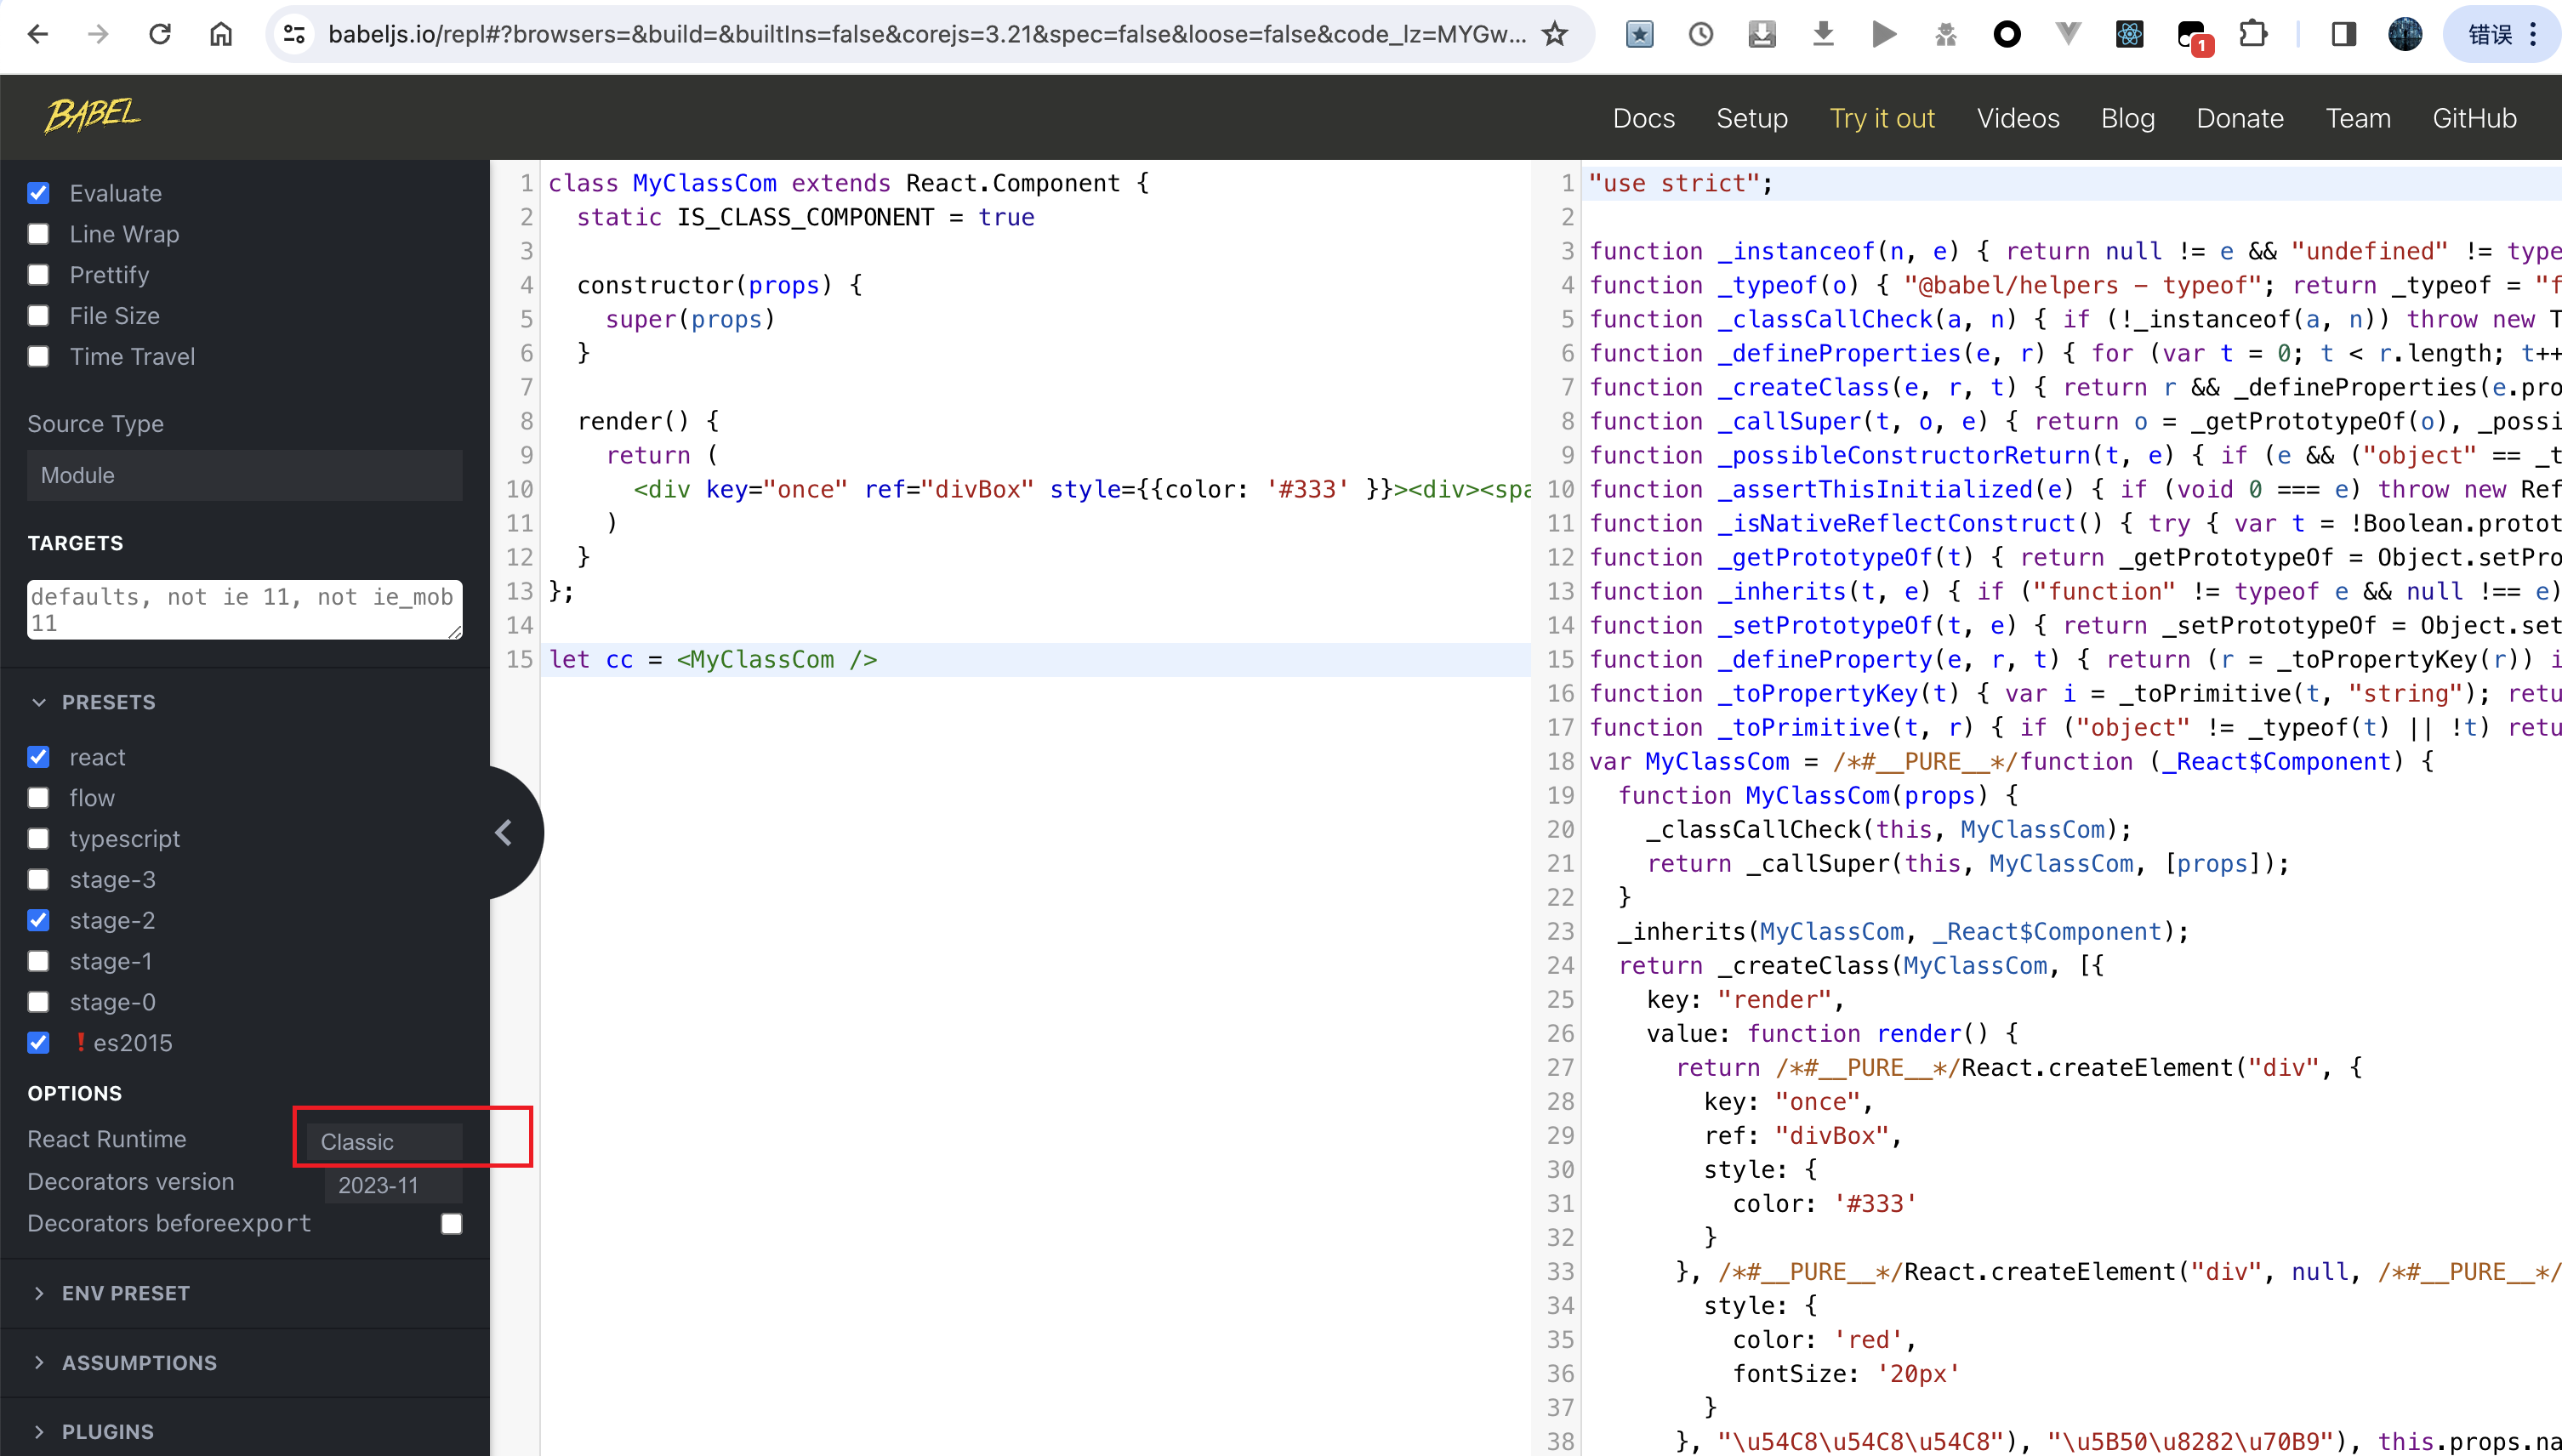 babeljs.io/repl#?browsers=&build=&builtIns=false&corejs=3.21&spec=false&loose=false&code_lz=MYGw...
1
错误
BABEL
Docs Setup Try it out Videos Blog Donate Team GitHub
Evaluate
Line Wrap
Prettify
File Size
Time Travel
Source Type
Module
TARGETS
defaults, not ie 11, not ie_mob
11
PRESETS
react
flow
typescript
stage-3
stage-2
stage-1
stage-0
❗es2015
OPTIONS
React Runtime Classic
Decorators version 2023-11
Decorators beforeexport
ENV PRESET
ASSUMPTIONS
PLUGINS
1 class MyClassCom extends React.Component {
2 static IS_CLASS_COMPONENT = true
3
4 constructor(props) {
5 super(props)
6 }
7
8 render() {
9 return (
10 <div key="once" ref="divBox" style={{color: '#333' }}><div><spa
11 )
12 }
13 };
14
15 let cc = <MyClassCom />
1 "use strict";
2
3 function _instanceof(n, e) { return null != e && "undefined" != type
4 function _typeof(o) { "@babel/helpers - typeof"; return _typeof = "f
5 function _classCallCheck(a, n) { if (!_instanceof(a, n)) throw new T
6 function _defineProperties(e, r) { for (var t = 0; t < r.length; t++
7 function _createClass(e, r, t) { return r && _defineProperties(e.pro
8 function _callSuper(t, o, e) { return o = _getPrototypeOf(o), _possi
9 function _possibleConstructorReturn(t, e) { if (e && ("object" == _t
10 function _assertThisInitialized(e) { if (void 0 === e) throw new Ref
11 function _isNativeReflectConstruct() { try { var t = !Boolean.protot
12 function _getPrototypeOf(t) { return _getPrototypeOf = Object.setPro
13 function _inherits(t, e) { if ("function" != typeof e && null !== e)
14 function _setPrototypeOf(t, e) { return _setPrototypeOf = Object.set
15 function _defineProperty(e, r, t) { return (r = _toPropertyKey(r)) i
16 function _toPropertyKey(t) { var i = _toPrimitive(t, "string"); retu
17 function _toPrimitive(t, r) { if ("object" != _typeof(t) || !t) retu
18 var MyClassCom = /*#__PURE__*/function (_React$Component) {
19 function MyClassCom(props) {
20 _classCallCheck(this, MyClassCom);
21 return _callSuper(this, MyClassCom, [props]);
22 }
23 _inherits(MyClassCom, _React$Component);
24 return _createClass(MyClassCom, [{
25 key: "render",
26 value: function render() {
27 return /*#__PURE__*/React.createElement("div", {
28 key: "once",
29 ref: "divBox",
30 style: {
31 color: '#333'
32 }
33 }, /*#__PURE__*/React.createElement("div", null, /*#__PURE__*/
34 style: {
35 color: 'red',
36 fontSize: '20px'
37 }
38 }, "\u54C8\u54C8\u54C8"), "\u5B50\u8282\u70B9"), this.props.na